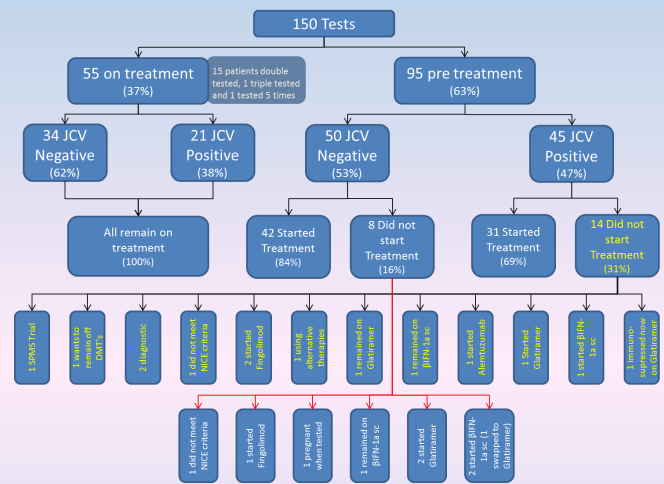 150 Tests
55 on treatment
(37%)
15 patients double
tested, 1 triple tested
and 1 tested 5 times
95 pre treatment
(63%)
34 JCV
Negative
(62%)
21 JCV
Positive
(38%)
50 JCV
Negative
(53%)
45 JCV
Positive
(47%)
All remain on
treatment
(100%)
42 Started
Treatment
(84%)
8 Did not
start
Treatment
(16%)
31 Started
Treatment
(69%)
14 Did not
start
Treatment
(31%)
1 SPMS Trial
1 wants to
remain off
DMT's
2 diagnostic
1 did not meet
NICE criteria
2 started
Fingolimod
1 using
alternative
therapies
1 remained on
Glatiramer
1 remained on
βIFN-1a sc
1 started
Alemtuzumab
1 Started
Glatiramer
1 started βIFN-
1a sc
1 immuno-
supressed now
on Glatiramer
1 did not meet
NICE criteria
1 started
Fingolimod
1 pregnant
when tested
1 remained on
βIFN-1a sc
2 started
Glatiramer
2 started βIFN-
1a sc (1
swapped to
Glatiramer)